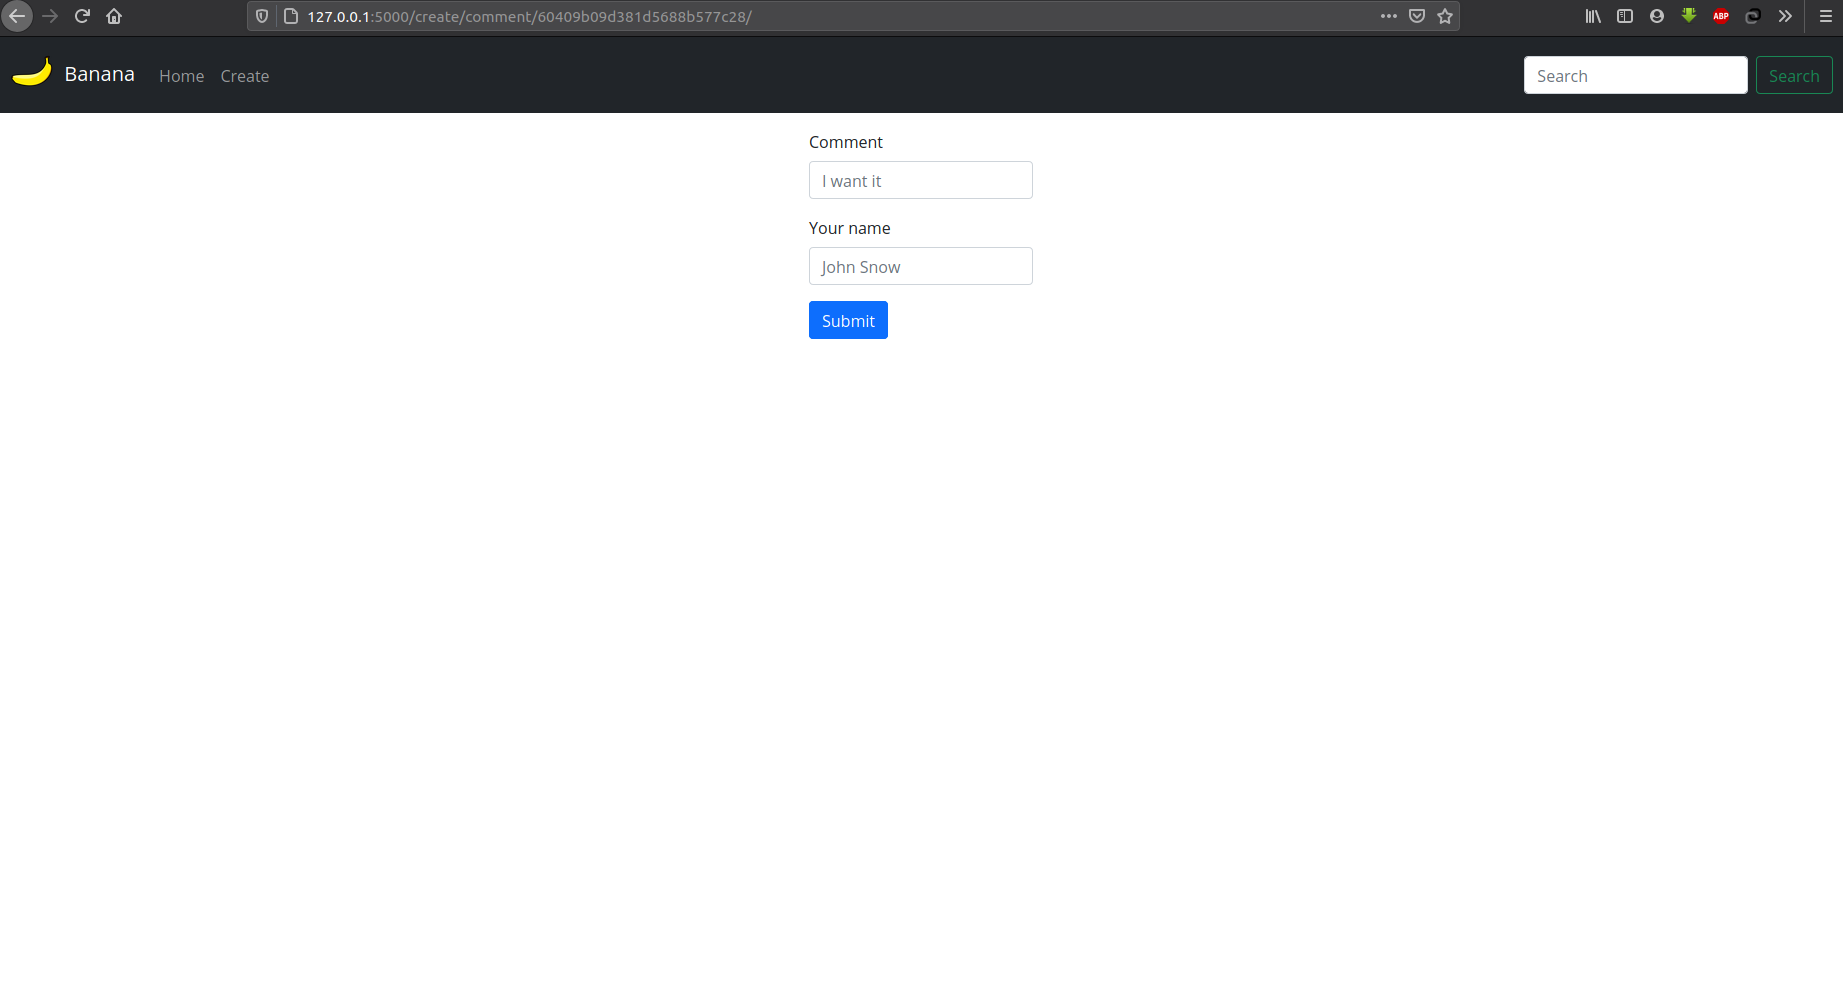 127.0.0.1:5000/create/comment/60409b09d381d5688b577c28/
ABP
Banana Home Create Search Search
Comment
I want it
Your name
John Snow
Submit